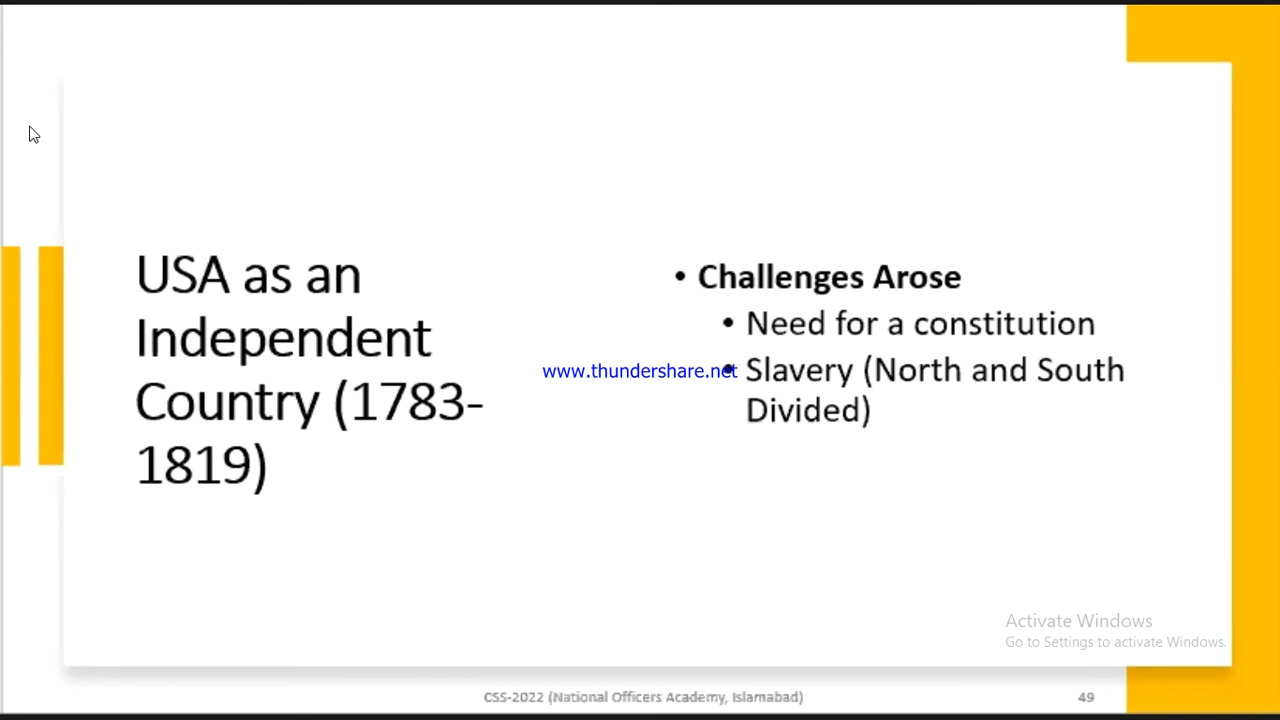 USA as an
Independent
Country (1783-
1819)
• Challenges Arose
• Need for a constitution
• Slavery (North and South
Divided)
www.thundershare.net
Activate Windows
Go to Settings to activate Windows.
CSS-2022 (National Officers Academy, Islamabad)
49